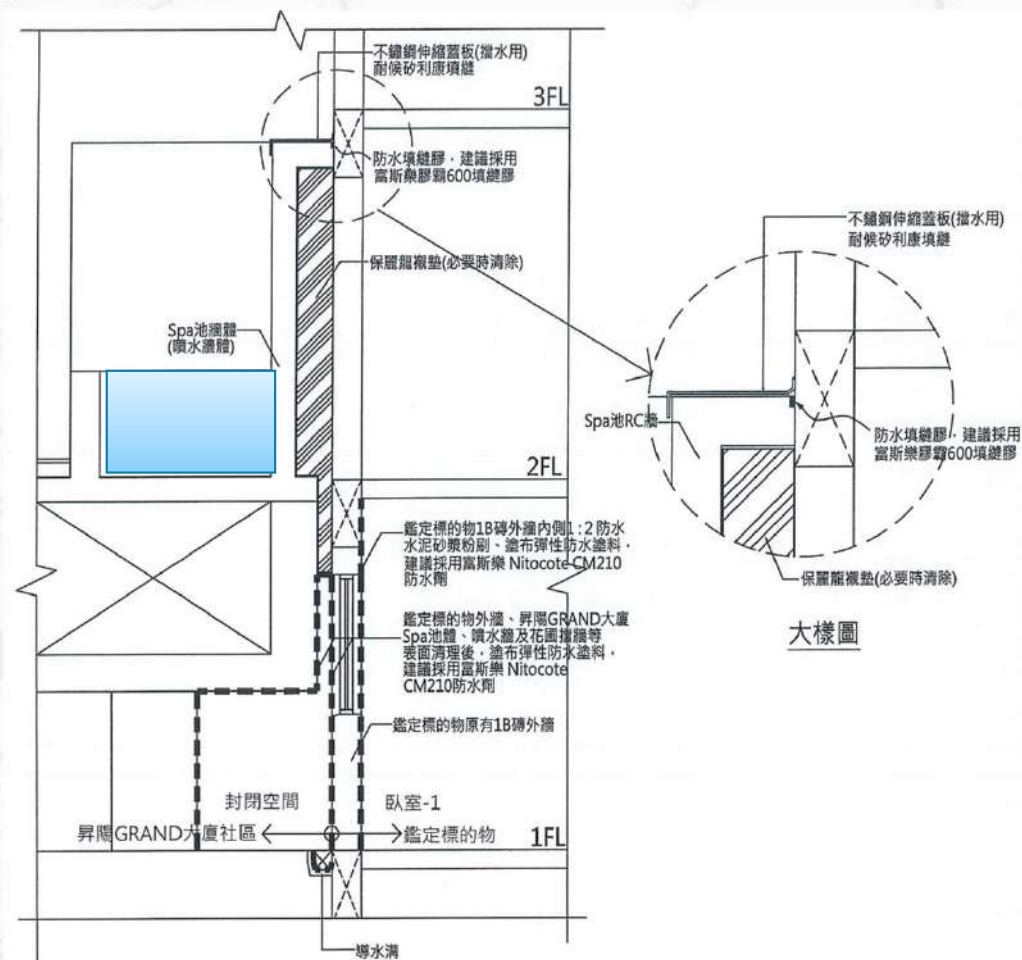 不鏽鋼伸縮蓋板(擋水用)
耐候矽利康填縫
3FL
防水填縫膠，建議採用
富斯樂膠霸600填縫膠
保麗龍襯墊(必要時清除)
Spa池牆體
(噴水牆體)
2FL
鑑定標的物1B磚外牆內側1：2防水
水泥砂漿粉刷、塗布彈性防水塗料，
建議採用富斯樂 Nitocote CM210
防水劑
鑑定標的物外牆、昇陽GRAND大廈
Spa池體、噴水牆及花園擋牆等
表面清理後，塗布彈性防水塗料，
建議採用富斯樂 Nitocote
CM210防水劑
鑑定標的物原有1B磚外牆
封閉空間
臥室-1
昇陽GRAND大廈社區
鑑定標的物
1FL
導水溝
不鏽鋼伸縮蓋板(擋水用)
耐候矽利康填縫
Spa池RC牆
防水填縫膠，建議採用
富斯樂膠霸600填縫膠
保麗龍襯墊(必要時清除)
大樣圖